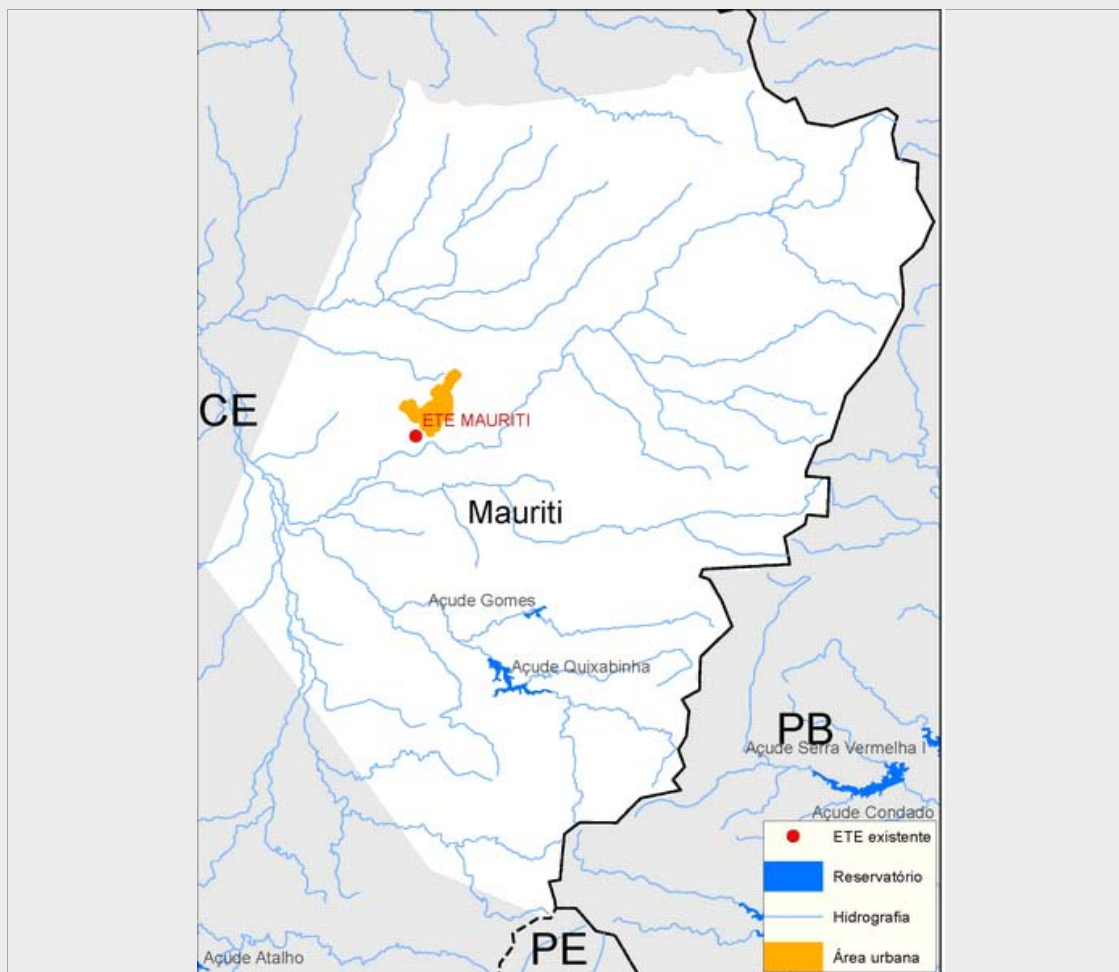 CE
ETE MAURITI
Mauriti
Açude Gomes
Açude Quixabinha
PB
Açude Serra Vermelha I
Açude Condado
ETE existente
Reservatório
Hidrografia
Área urbana
PE
Açude Atalho